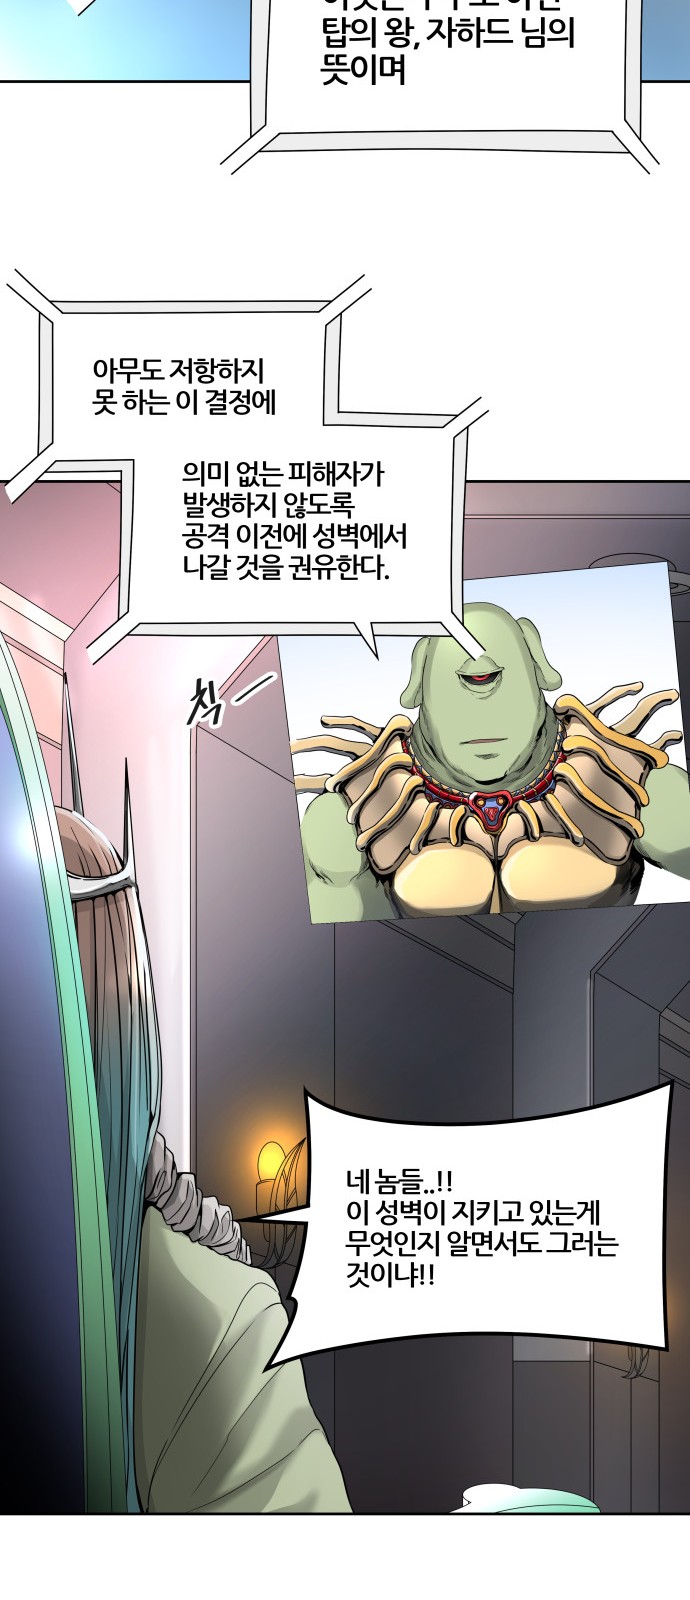 탑의 왕, 자하드 님의
뜻이며
아무도 저항하지
못 하는 이 결정에
의미 없는 피해자가
발생하지 않도록
공격 이전에 성벽에서
나갈 것을 권유한다.
척
네 놈들..!!
이 성벽이 지키고 있는게
무엇인지 알면서도 그러는
것이냐!!